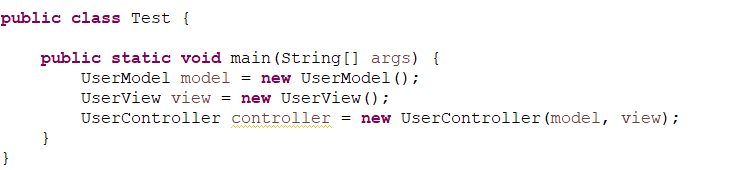 public class Test {
public static void main(String[] args) {
UserModel model = new UserModel();
UserView view = new UserView();
UserController controller = new UserController(model, view);
}
}